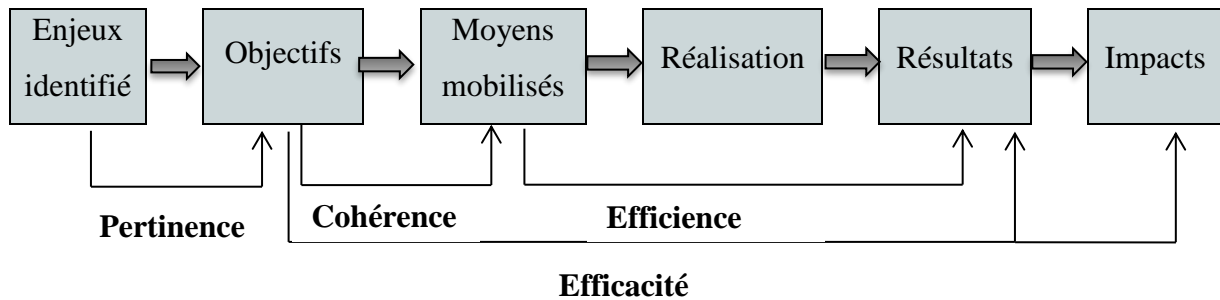 Enjeux
identifié
Objectifs
Moyens
mobilisés
Réalisation
Résultats
Impacts
Pertinence
Cohérence
Efficience
Efficacité